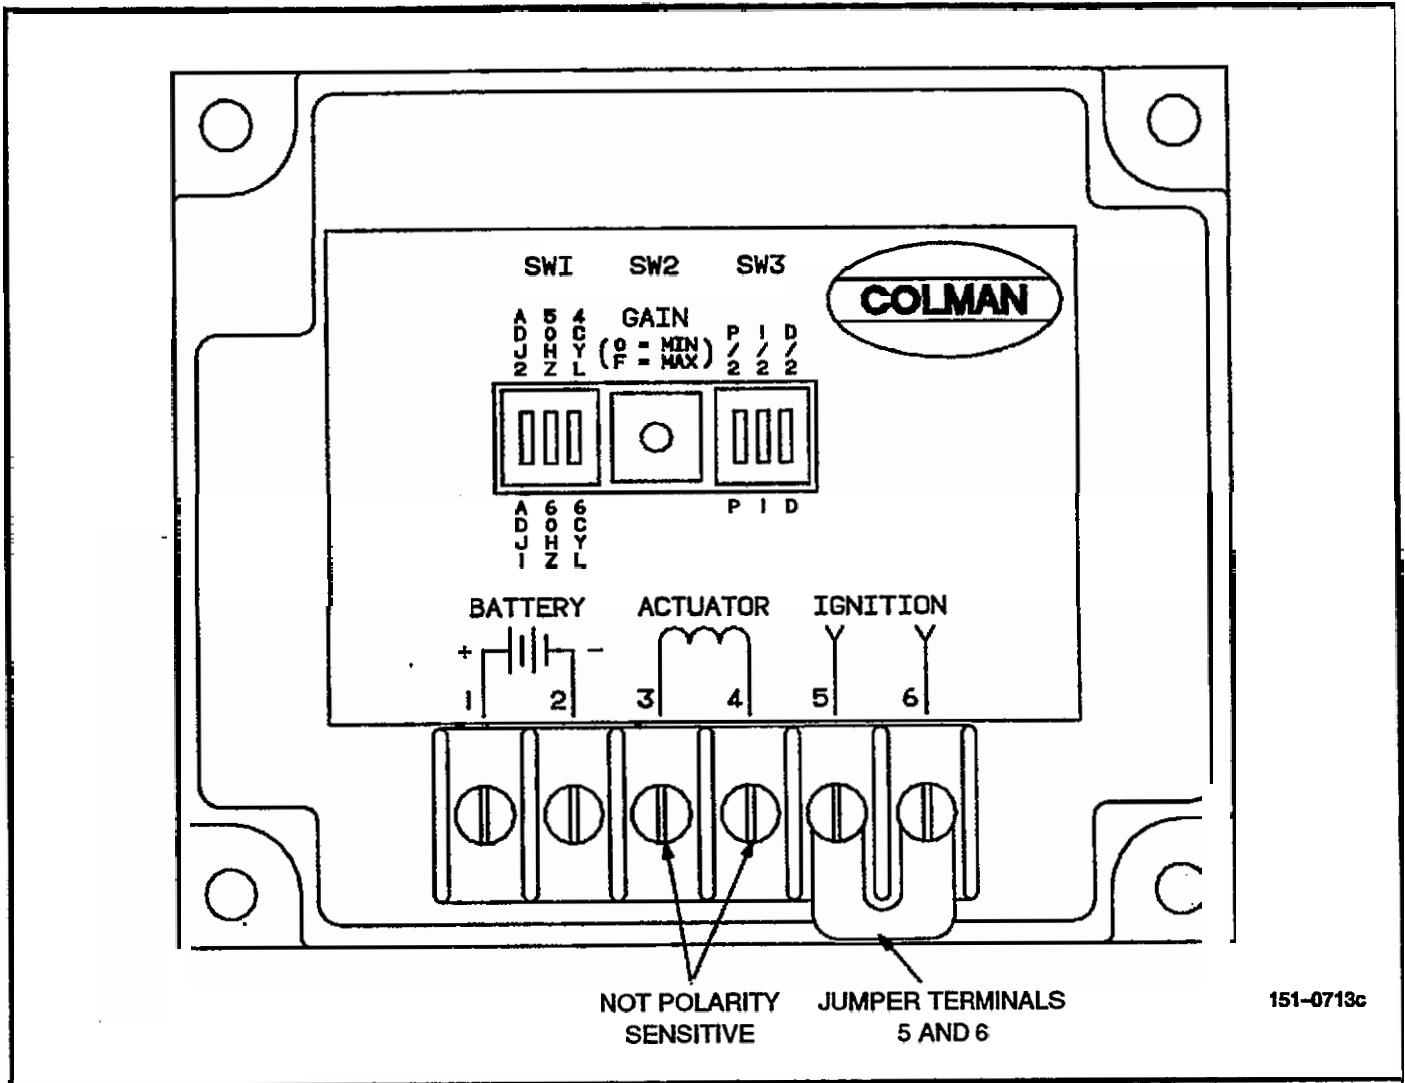 SWI SW2 SW3
COLMAN
ADJ2 50HZ 4CYL
GAIN
(0 = MIN
F = MAX)
P/2 I/2 D/2
ADJ1 60HZ 6CYL
P I D
BATTERY ACTUATOR IGNITION
+ −
1 2 3 4 5 6
NOT POLARITY
SENSITIVE
JUMPER TERMINALS
5 AND 6
151-0713c